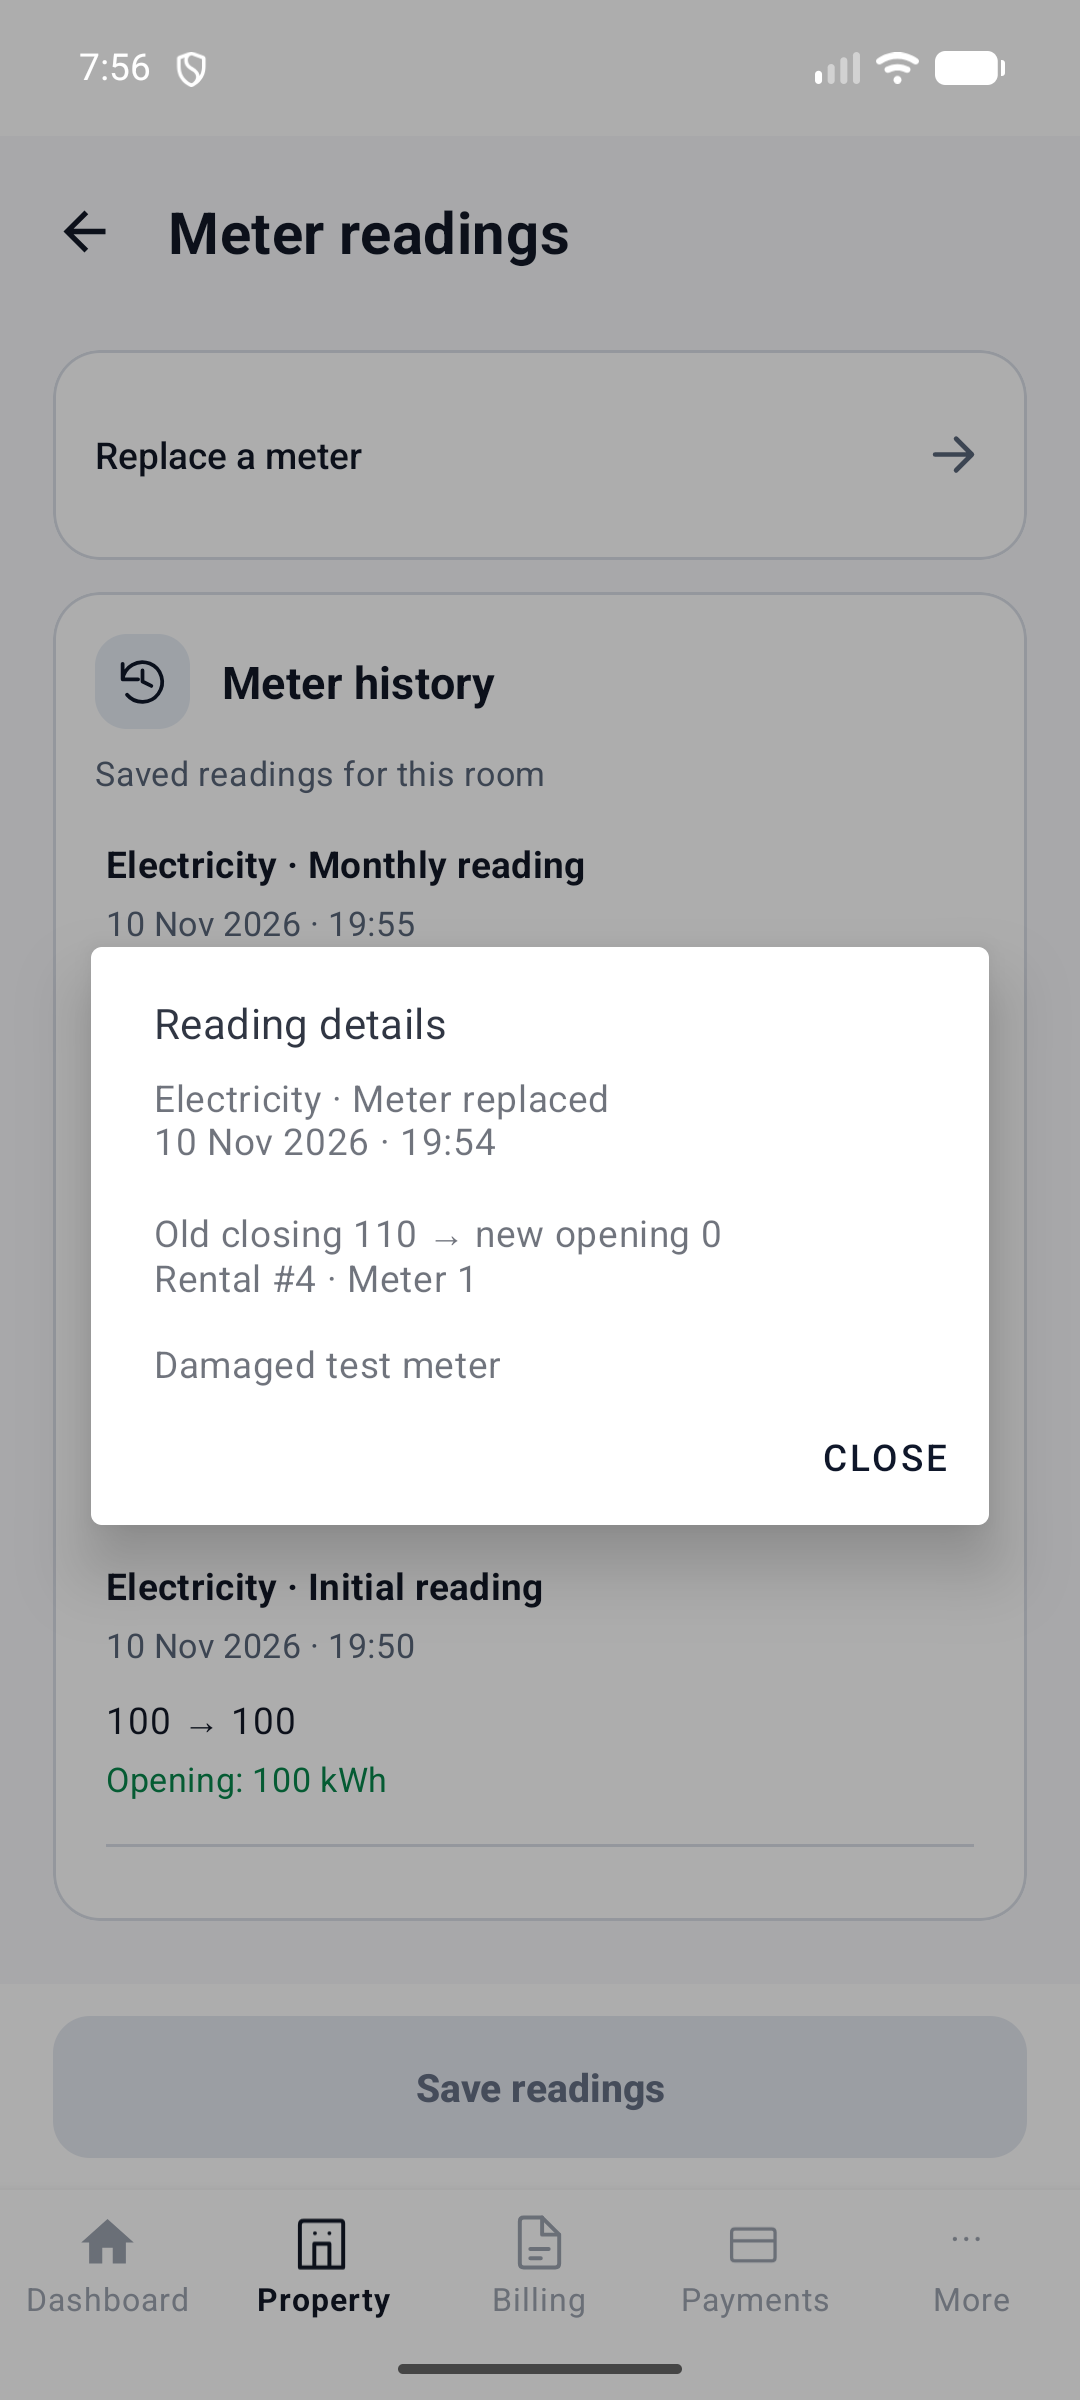 7:56
Meter readings
Replace a meter
Meter history
Saved readings for this room
Electricity · Monthly reading
10 Nov 2026 · 19:55
Reading details
Electricity · Meter replaced
10 Nov 2026 · 19:54
Old closing 110 → new opening 0
Rental #4 · Meter 1
Damaged test meter
CLOSE
Electricity · Initial reading
10 Nov 2026 · 19:50
100 → 100
Opening: 100 kWh
Save readings
Dashboard
Property
Billing
Payments
More